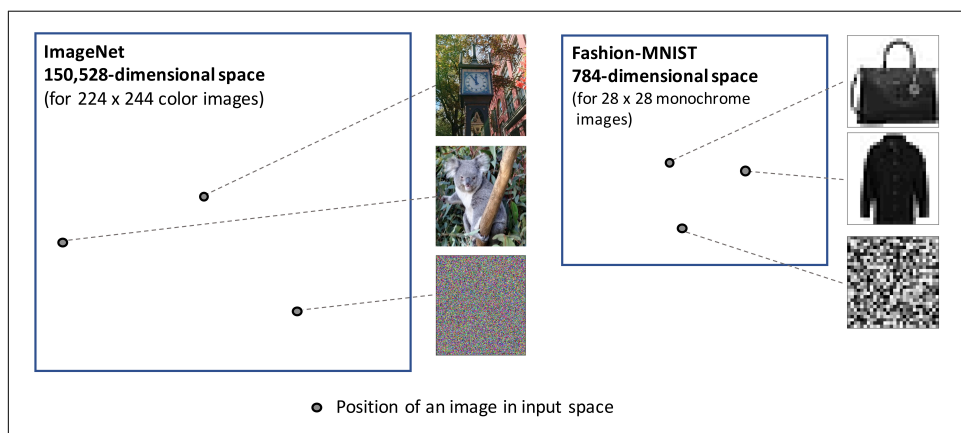 ImageNet
150,528-dimensional space
(for 224 x 244 color images)
Fashion-MNIST
784-dimensional space
(for 28 x 28 monochrome
images)
Position of an image in input space